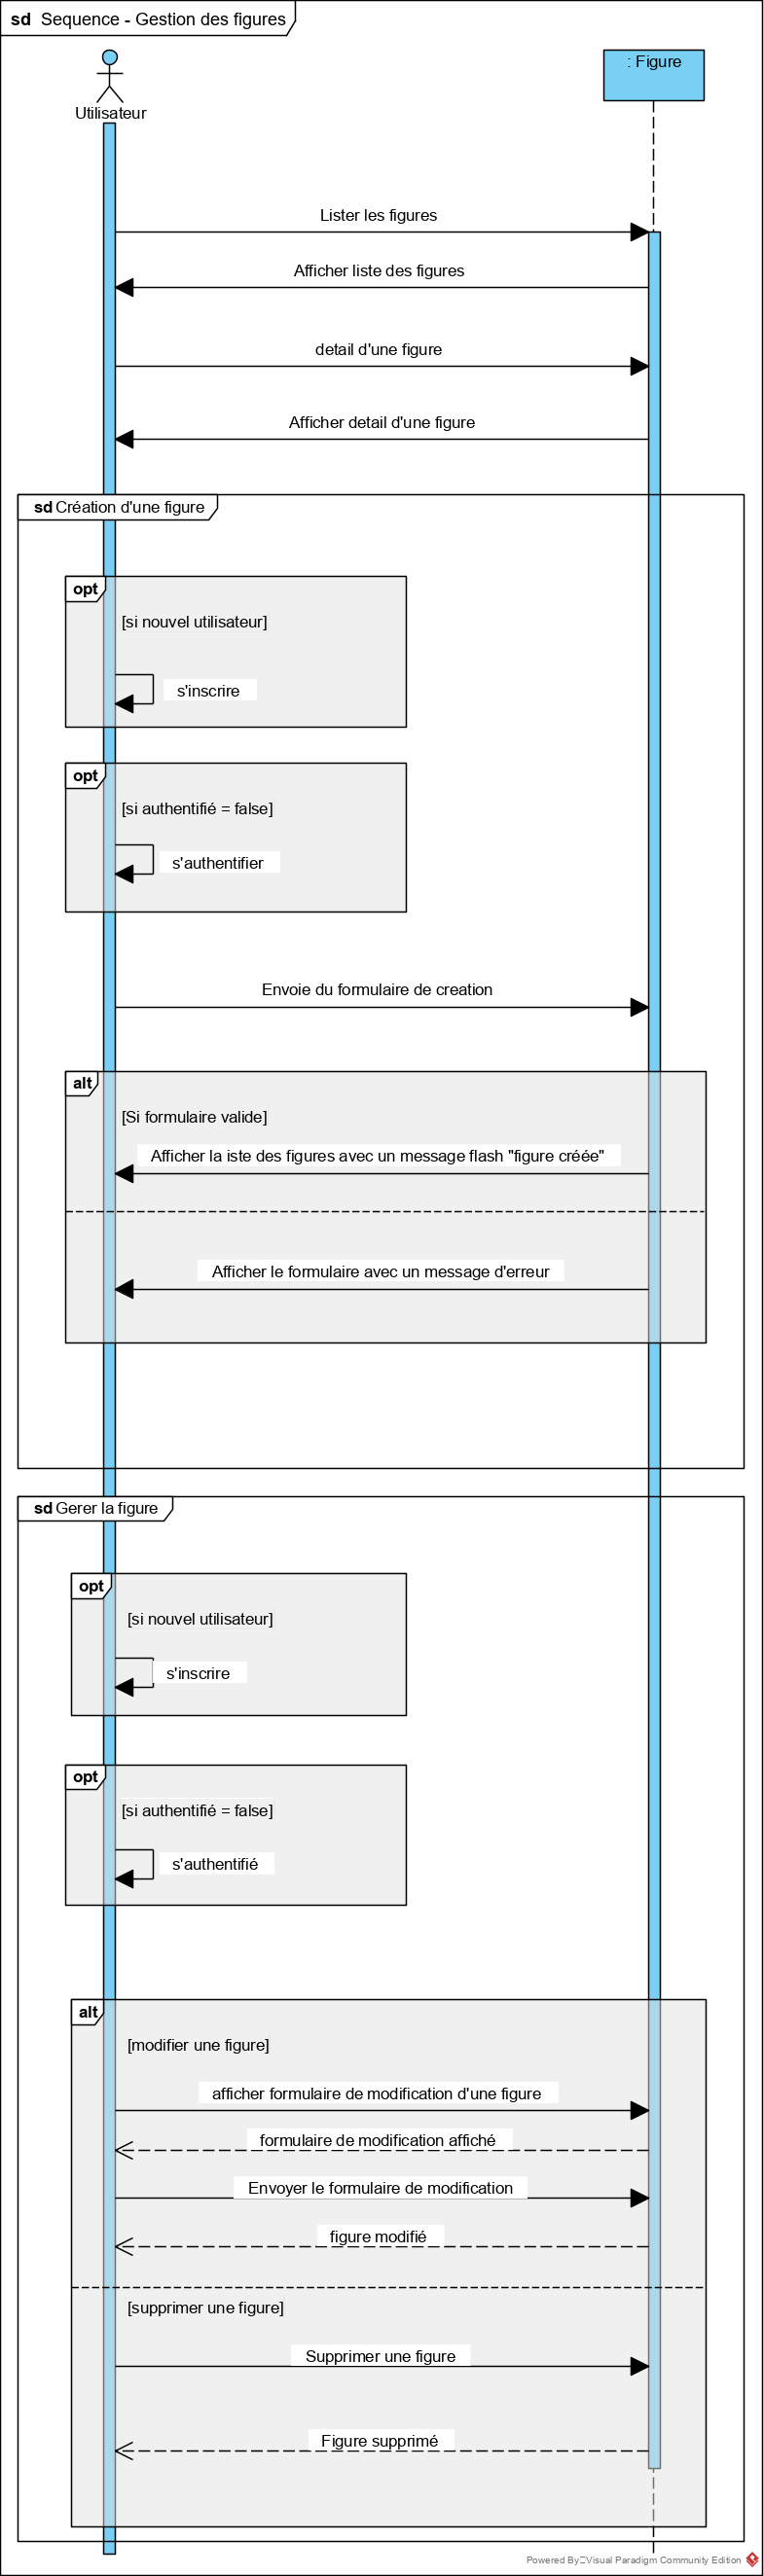 sd Sequence - Gestion des figures
Utilisateur
: Figure
Lister les figures
Afficher liste des figures
detail d'une figure
Afficher detail d'une figure
sd Création d'une figure
opt
[si nouvel utilisateur]
s'inscrire
opt
[si authentifié = false]
s'authentifier
Envoie du formulaire de creation
alt
[Si formulaire valide]
Afficher la iste des figures avec un message flash "figure créée"
Afficher le formulaire avec un message d'erreur
sd Gerer la figure
opt
[si nouvel utilisateur]
s'inscrire
opt
[si authentifié = false]
s'authentifié
alt
[modifier une figure]
afficher formulaire de modification d'une figure
formulaire de modification affiché
Envoyer le formulaire de modification
figure modifié
[supprimer une figure]
Supprimer une figure
Figure supprimé
Powered By Visual Paradigm Community Edition